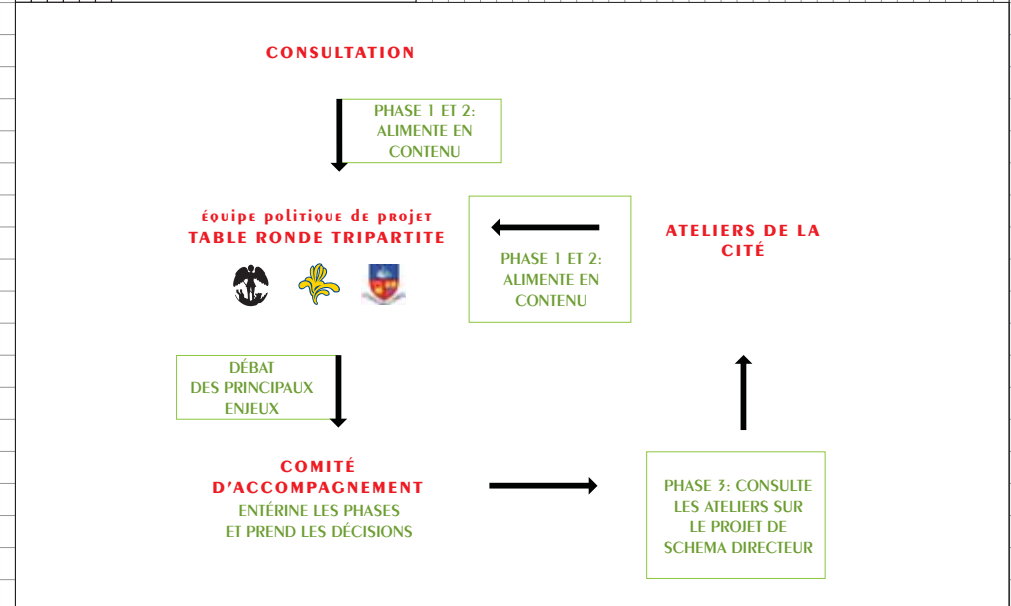 CONSULTATION
PHASE 1 ET 2:
ALIMENTE EN
CONTENU
équipe politique de projet
TABLE RONDE TRIPARTITE
PHASE 1 ET 2:
ALIMENTE EN
CONTENU
ATELIERS DE LA
CITÉ
DÉBAT
DES PRINCIPAUX
ENJEUX
COMITÉ
D'ACCOMPAGNEMENT
ENTÉRINE LES PHASES
ET PREND LES DÉCISIONS
PHASE 3: CONSULTE
LES ATELIERS SUR
LE PROJET DE
SCHEMA DIRECTEUR